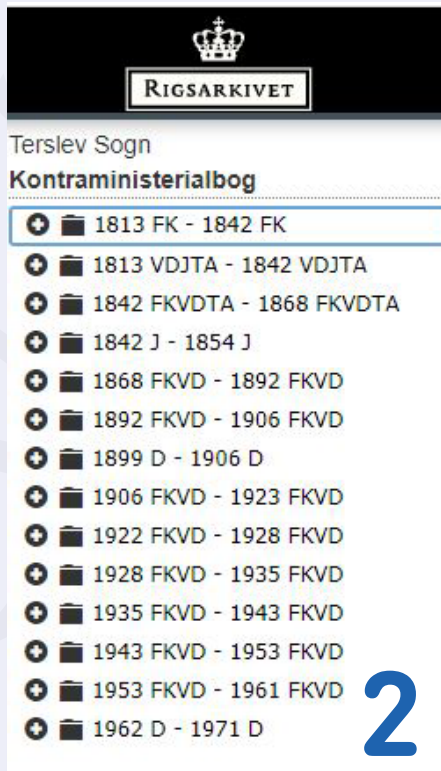 RIGSARKIVET
Terslev Sogn
Kontraministerialbog
1813 FK - 1842 FK
1813 VDJTA - 1842 VDJTA
1842 FKVDTA - 1868 FKVDTA
1842 J - 1854 J
1868 FKVD - 1892 FKVD
1892 FKVD - 1906 FKVD
1899 D - 1906 D
1906 FKVD - 1923 FKVD
1922 FKVD - 1928 FKVD
1928 FKVD - 1935 FKVD
1935 FKVD - 1943 FKVD
1943 FKVD - 1953 FKVD
1953 FKVD - 1961 FKVD
1962 D - 1971 D
2